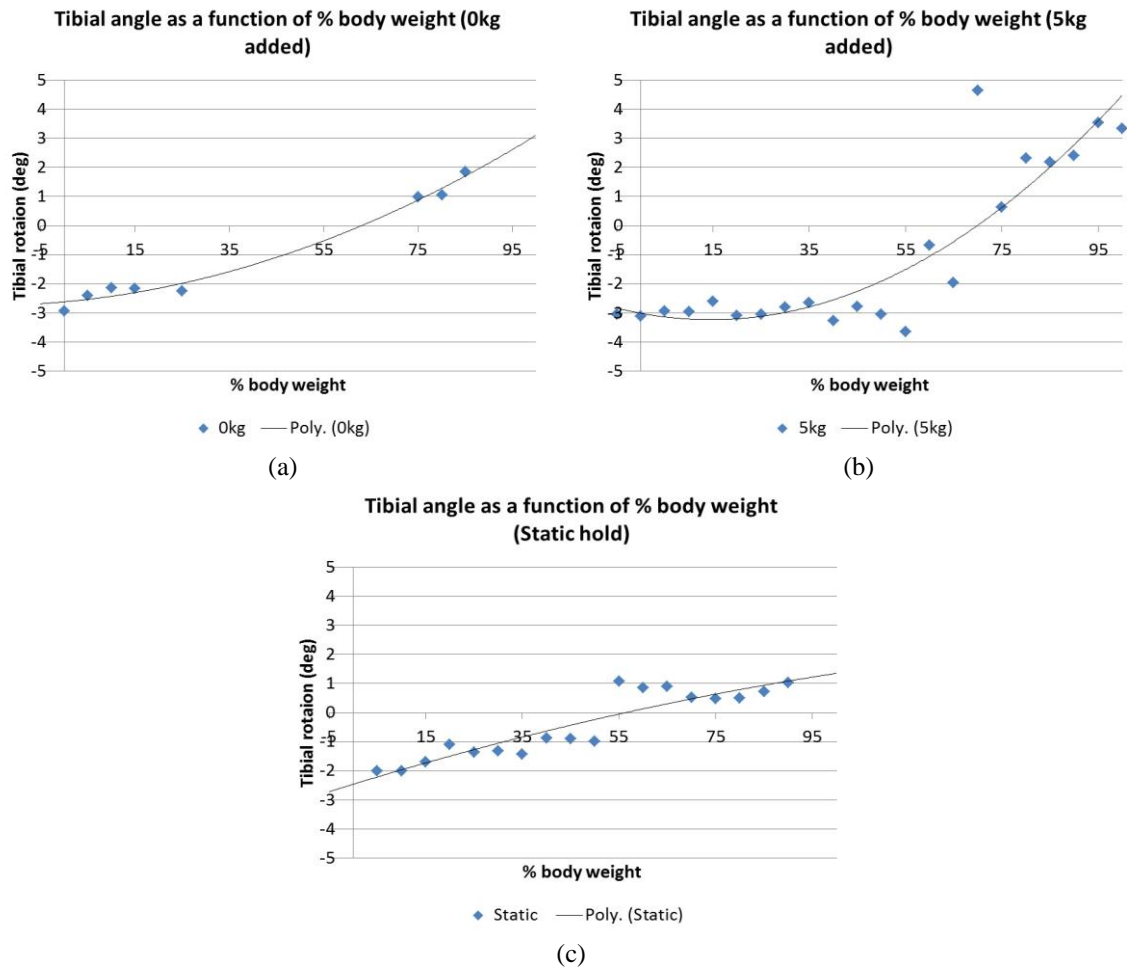 Tibial angle as a function of % body weight (0kg
added)
5
4
3
2
1
0
-1
-2
-3
-4
-5
-5
15
35
55
75
95
Tibial rotaion (deg)
% body weight
0kg
Poly. (0kg)
(a)
Tibial angle as a function of % body weight (5kg
added)
5
4
3
2
1
0
-1
-2
-3
-4
-5
-5
15
35
55
75
95
Tibial rotaion (deg)
% body weight
5kg
Poly. (5kg)
(b)
Tibial angle as a function of % body weight
(Static hold)
5
4
3
2
1
0
-1
-2
-3
-4
-5
-5
15
35
55
75
95
Tibial rotaion (deg)
% body weight
Static
Poly. (Static)
(c)